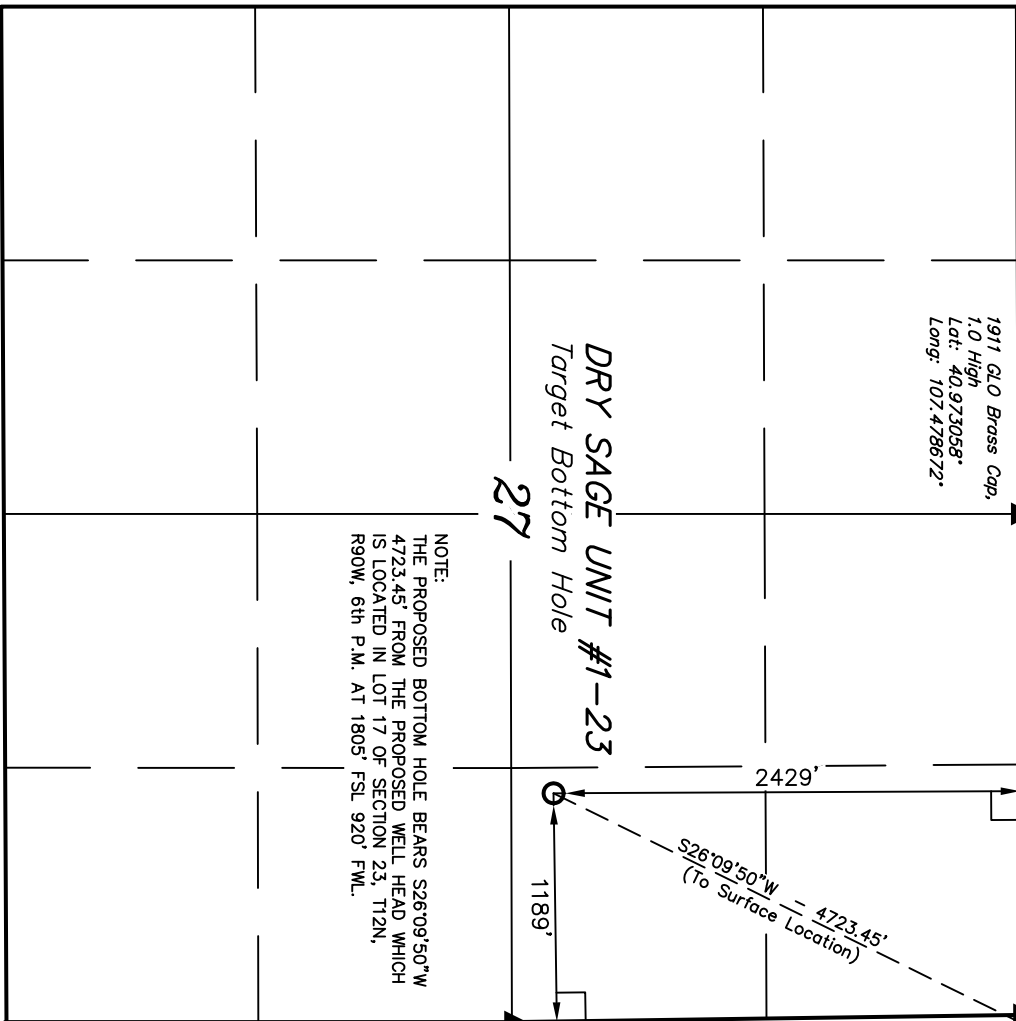 1911 GLO Brass Cap,
1.0 High
Lat: 40.973058°
Long: 107.478672°
DRY SAGE UNIT #1-23
Target Bottom Hole
27
2429'
S26°09'50"W - 4723.45'
(To Surface Location)
1189'
NOTE:
THE PROPOSED BOTTOM HOLE BEARS S26°09'50"W
4723.45' FROM THE PROPOSED WELL HEAD WHICH
IS LOCATED IN LOT 17 OF SECTION 23, T12N,
R90W, 6th P.M. AT 1805' FSL 920' FWL.